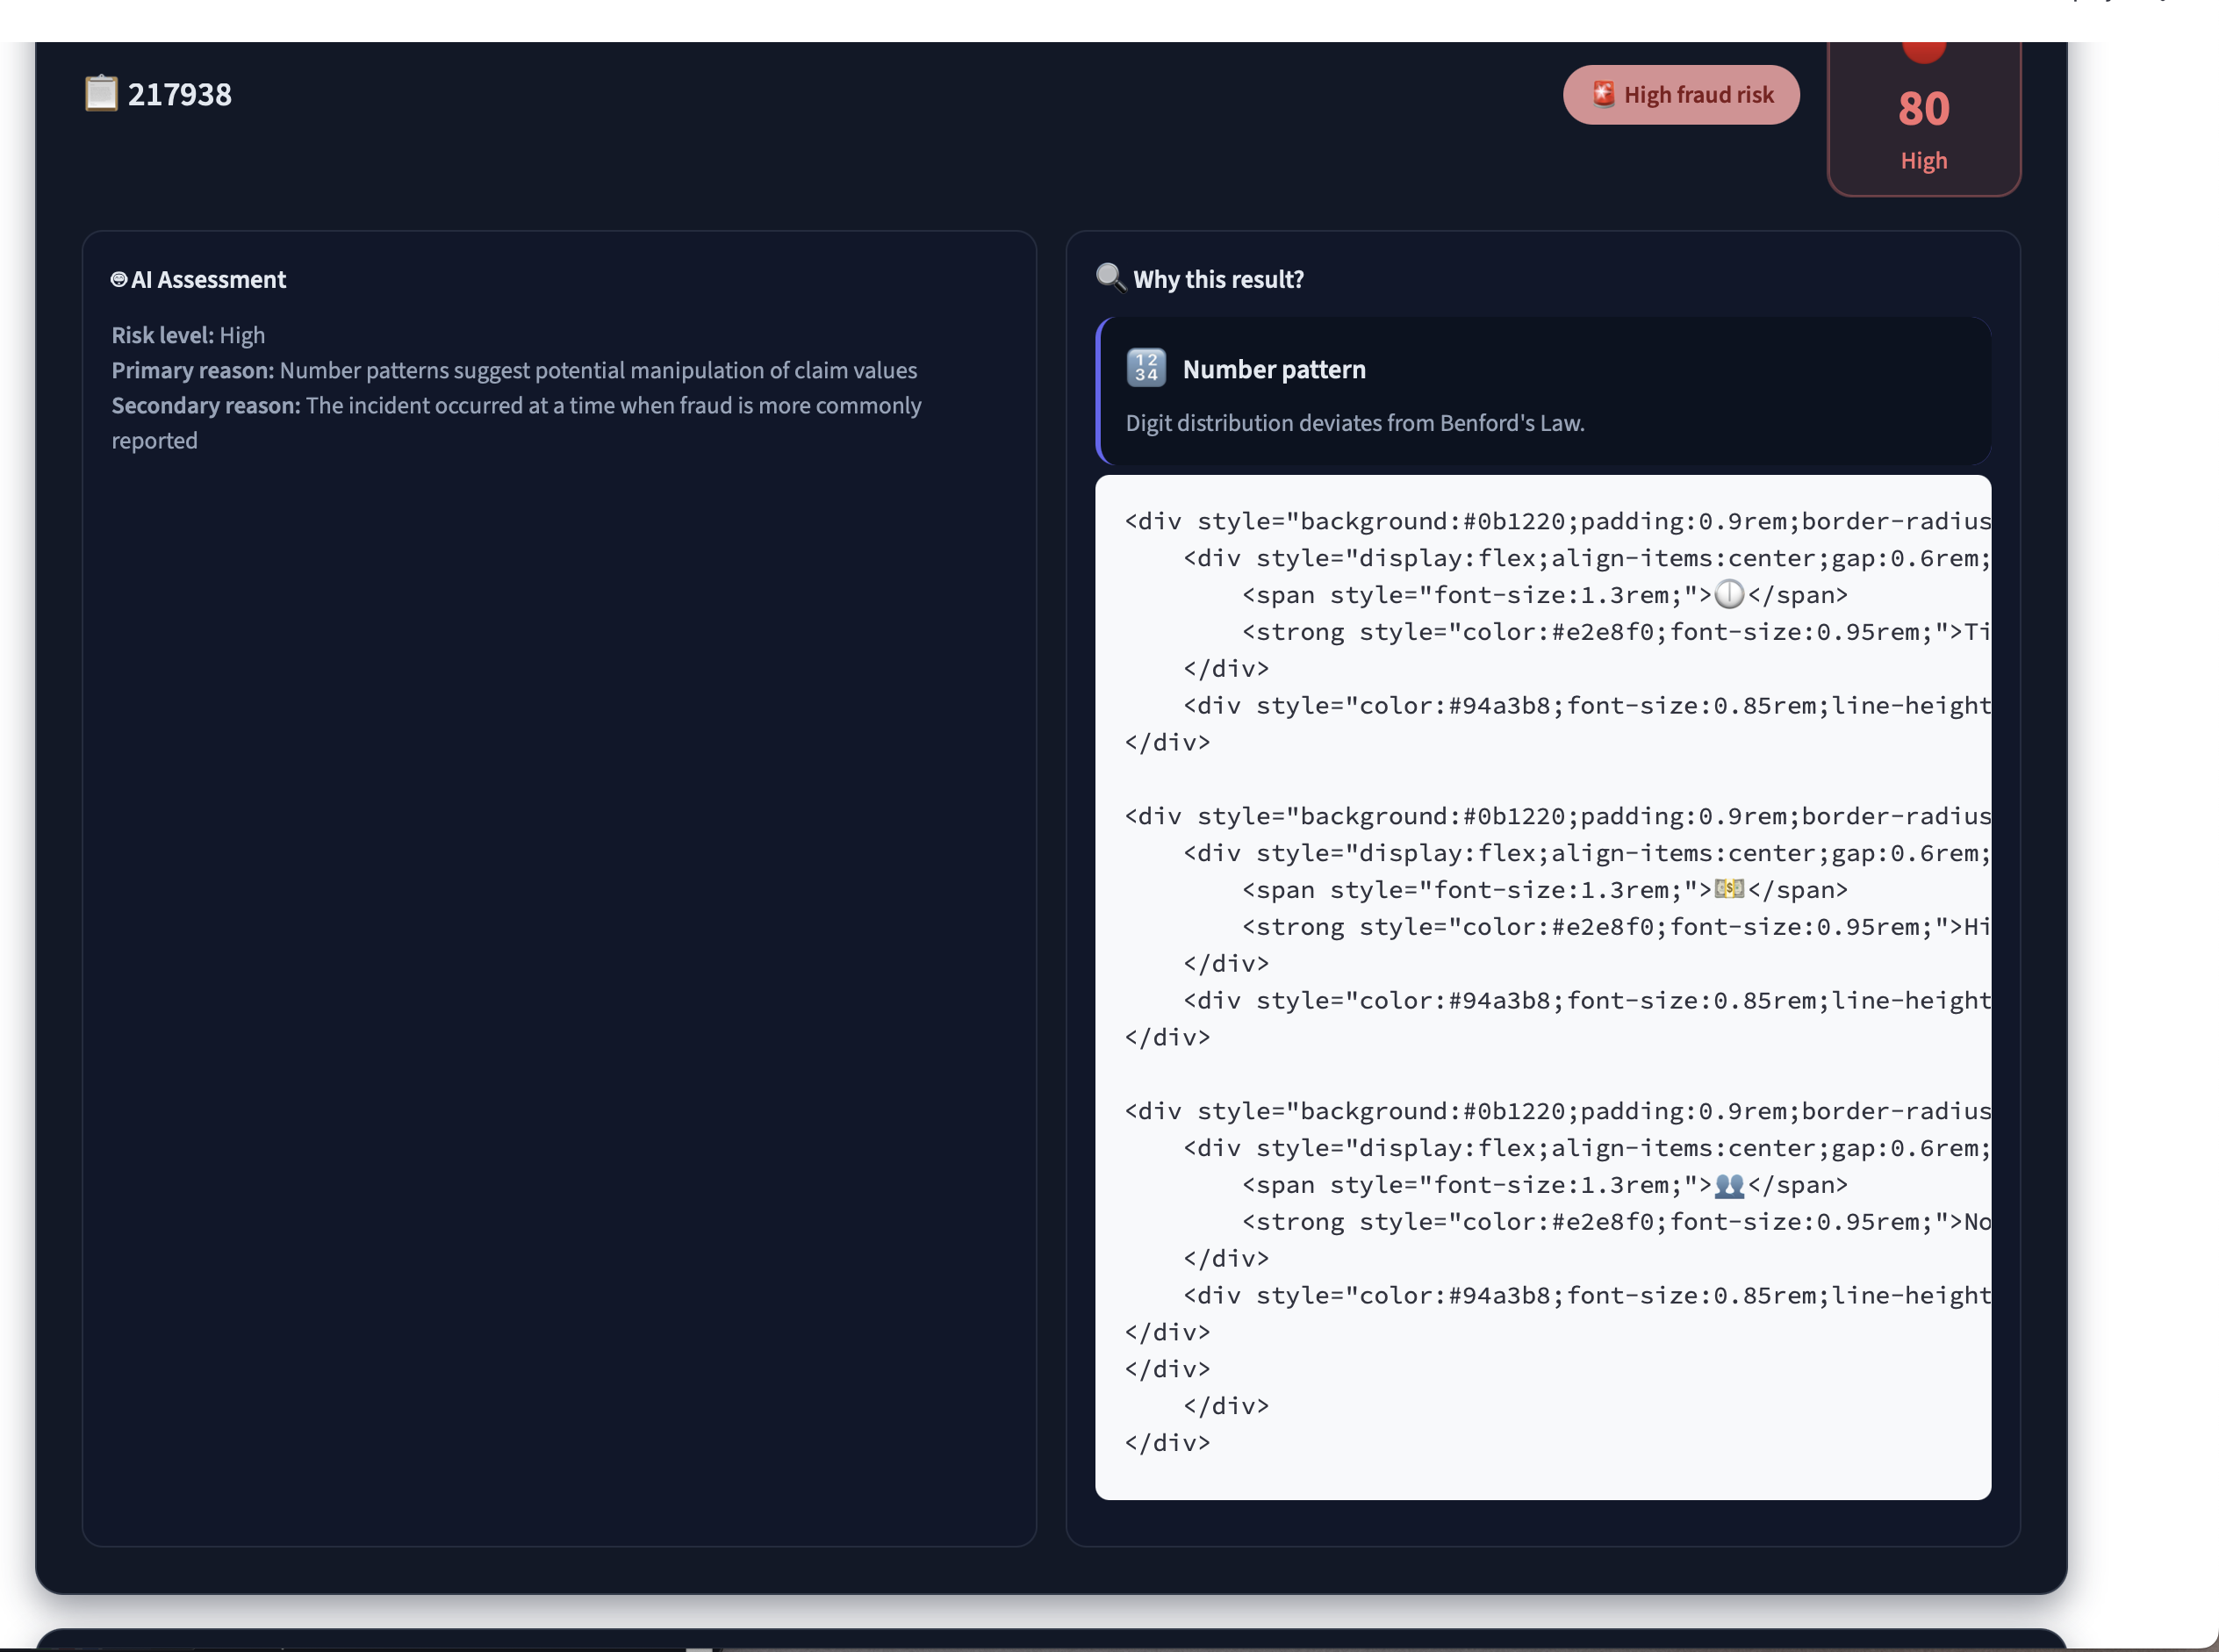 📋 217938
🚨 High fraud risk
80
High
AI Assessment
Risk level: High
Primary reason: Number patterns suggest potential manipulation of claim values
Secondary reason: The incident occurred at a time when fraud is more commonly
reported
🔍 Why this result?
🔢 Number pattern
Digit distribution deviates from Benford's Law.
<div style="background:#0b1220;padding:0.9rem;border-radius
    <div style="display:flex;align-items:center;gap:0.6rem;
        <span style="font-size:1.3rem;">🕛</span>
        <strong style="color:#e2e8f0;font-size:0.95rem;">Ti
    </div>
    <div style="color:#94a3b8;font-size:0.85rem;line-height
</div>
<div style="background:#0b1220;padding:0.9rem;border-radius
    <div style="display:flex;align-items:center;gap:0.6rem;
        <span style="font-size:1.3rem;">💵</span>
        <strong style="color:#e2e8f0;font-size:0.95rem;">Hi
    </div>
    <div style="color:#94a3b8;font-size:0.85rem;line-height
</div>
<div style="background:#0b1220;padding:0.9rem;border-radius
    <div style="display:flex;align-items:center;gap:0.6rem;
        <span style="font-size:1.3rem;">👥</span>
        <strong style="color:#e2e8f0;font-size:0.95rem;">No
    </div>
    <div style="color:#94a3b8;font-size:0.85rem;line-height
</div>
</div>
    </div>
</div>